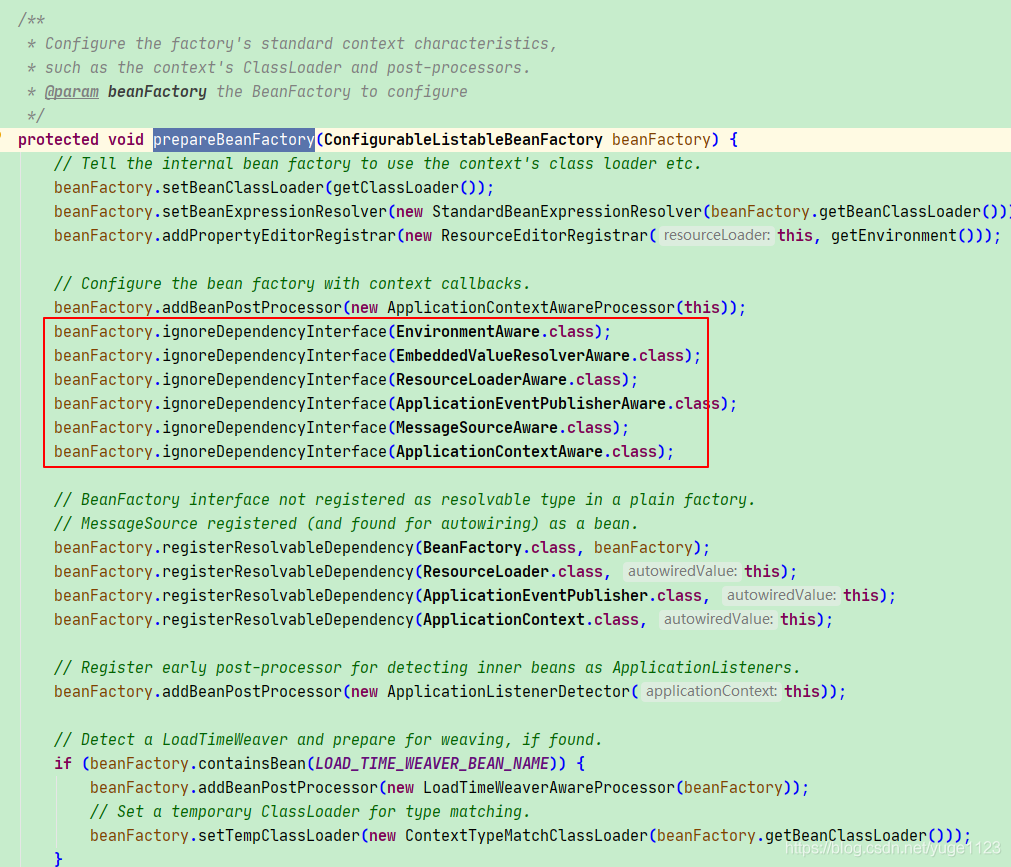 /**
 * Configure the factory's standard context characteristics,
 * such as the context's ClassLoader and post-processors.
 * @param beanFactory the BeanFactory to configure
 */
protected void prepareBeanFactory(ConfigurableListableBeanFactory beanFactory) {
    // Tell the internal bean factory to use the context's class loader etc.
    beanFactory.setBeanClassLoader(getClassLoader());
    beanFactory.setBeanExpressionResolver(new StandardBeanExpressionResolver(beanFactory.getBeanClassLoader()))
    beanFactory.addPropertyEditorRegistrar(new ResourceEditorRegistrar( resourceLoader: this, getEnvironment()));

    // Configure the bean factory with context callbacks.
    beanFactory.addBeanPostProcessor(new ApplicationContextAwareProcessor(this));
    beanFactory.ignoreDependencyInterface(EnvironmentAware.class);
    beanFactory.ignoreDependencyInterface(EmbeddedValueResolverAware.class);
    beanFactory.ignoreDependencyInterface(ResourceLoaderAware.class);
    beanFactory.ignoreDependencyInterface(ApplicationEventPublisherAware.class);
    beanFactory.ignoreDependencyInterface(MessageSourceAware.class);
    beanFactory.ignoreDependencyInterface(ApplicationContextAware.class);

    // BeanFactory interface not registered as resolvable type in a plain factory.
    // MessageSource registered (and found for autowiring) as a bean.
    beanFactory.registerResolvableDependency(BeanFactory.class, beanFactory);
    beanFactory.registerResolvableDependency(ResourceLoader.class, autowiredValue: this);
    beanFactory.registerResolvableDependency(ApplicationEventPublisher.class, autowiredValue: this);
    beanFactory.registerResolvableDependency(ApplicationContext.class, autowiredValue: this);

    // Register early post-processor for detecting inner beans as ApplicationListeners.
    beanFactory.addBeanPostProcessor(new ApplicationListenerDetector( applicationContext: this));

    // Detect a LoadTimeWeaver and prepare for weaving, if found.
    if (beanFactory.containsBean(LOAD_TIME_WEAVER_BEAN_NAME)) {
        beanFactory.addBeanPostProcessor(new LoadTimeWeaverAwareProcessor(beanFactory));
        // Set a temporary ClassLoader for type matching.
        beanFactory.setTempClassLoader(new ContextTypeMatchClassLoader(beanFactory.getBeanClassLoader()));
    }
https://blog.csdn.net/yuge1123